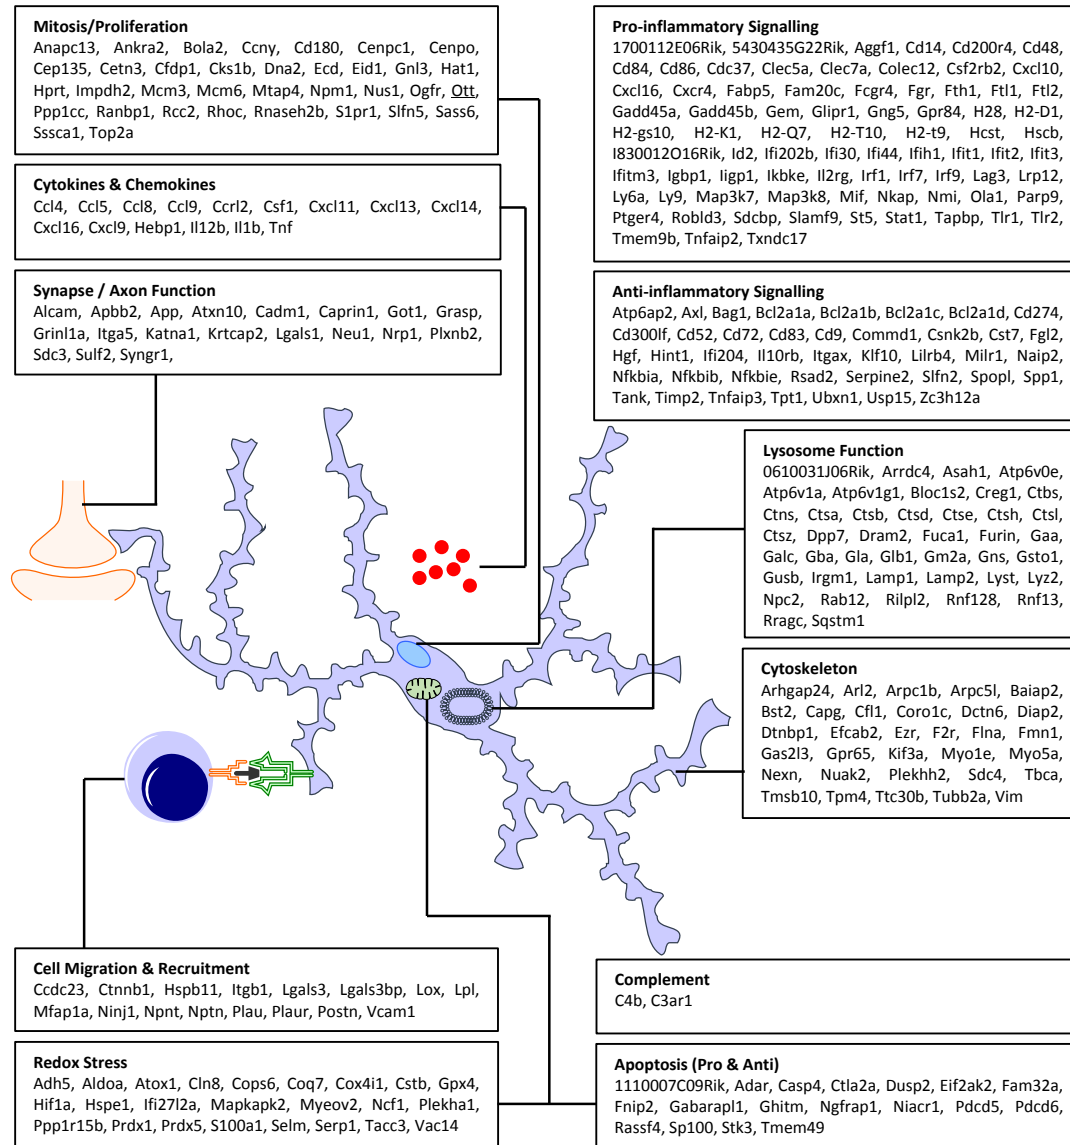 Mitosis/Proliferation
Anapc13, Ankra2, Bola2, Ccny, Cd180, Cenpc1, Cenpo,
Cep135, Cetn3, Cfdp1, Cks1b, Dna2, Ecd, Eid1, Gnl3, Hat1,
Hprt, Impdh2, Mcm3, Mcm6, Mtap4, Npm1, Nus1, Ogfr, Ott,
Ppp1cc, Ranbp1, Rcc2, Rhoc, Rnaseh2b, S1pr1, Slfn5, Sass6,
Sssca1, Top2a
Cytokines & Chemokines
Ccl4, Ccl5, Ccl8, Ccl9, Ccrl2, Csf1, Cxcl11, Cxcl13, Cxcl14,
Cxcl16, Cxcl9, Hebp1, Il12b, Il1b, Tnf
Synapse / Axon Function
Alcam, Apbb2, App, Atxn10, Cadm1, Caprin1, Got1, Grasp,
Grinl1a, Itga5, Katna1, Krtcap2, Lgals1, Neu1, Nrp1, Plxnb2,
Sdc3, Sulf2, Syngr1,
Pro-inflammatory Signalling
1700112E06Rik, 5430435G22Rik, Aggf1, Cd14, Cd200r4, Cd48,
Cd84, Cd86, Cdc37, Clec5a, Clec7a, Colec12, Csf2rb2, Cxcl10,
Cxcl16, Cxcr4, Fabp5, Fam20c, Fcgr4, Fgr, Fth1, Ftl1, Ftl2,
Gadd45a, Gadd45b, Gem, Glipr1, Gng5, Gpr84, H28, H2-D1,
H2-gs10, H2-K1, H2-Q7, H2-T10, H2-t9, Hcst, Hscb,
I830012O16Rik, Id2, Ifi202b, Ifi30, Ifi44, Ifih1, Ifit1, Ifit2, Ifit3,
Ifitm3, Igbp1, Iigp1, Ikbke, Il2rg, Irf1, Irf7, Irf9, Lag3, Lrp12,
Ly6a, Ly9, Map3k7, Map3k8, Mif, Nkap, Nmi, Ola1, Parp9,
Ptger4, Robld3, Sdcbp, Slamf9, St5, Stat1, Tapbp, Tlr1, Tlr2,
Tmem9b, Tnfaip2, Txndc17
Anti-inflammatory Signalling
Atp6ap2, Axl, Bag1, Bcl2a1a, Bcl2a1b, Bcl2a1c, Bcl2a1d, Cd274,
Cd300lf, Cd52, Cd72, Cd83, Cd9, Commd1, Csnk2b, Cst7, Fgl2,
Hgf, Hint1, Ifi204, Il10rb, Itgax, Klf10, Lilrb4, Milr1, Naip2,
Nfkbia, Nfkbib, Nfkbie, Rsad2, Serpine2, Slfn2, Spopl, Spp1,
Tank, Timp2, Tnfaip3, Tpt1, Ubxn1, Usp15, Zc3h12a
Lysosome Function
0610031J06Rik, Arrdc4, Asah1, Atp6v0e,
Atp6v1a, Atp6v1g1, Bloc1s2, Creg1, Ctbs,
Ctns, Ctsa, Ctsb, Ctsd, Ctse, Ctsh, Ctsl,
Ctsz, Dpp7, Dram2, Fuca1, Furin, Gaa,
Galc, Gba, Gla, Glb1, Gm2a, Gns, Gsto1,
Gusb, Irgm1, Lamp1, Lamp2, Lyst, Lyz2,
Npc2, Rab12, Rilpl2, Rnf128, Rnf13,
Rragc, Sqstm1
Cytoskeleton
Arhgap24, Arl2, Arpc1b, Arpc5l, Baiap2,
Bst2, Capg, Cfl1, Coro1c, Dctn6, Diap2,
Dtnbp1, Efcab2, Ezr, F2r, Flna, Fmn1,
Gas2l3, Gpr65, Kif3a, Myo1e, Myo5a,
Nexn, Nuak2, Plekhh2, Sdc4, Tbca,
Tmsb10, Tpm4, Ttc30b, Tubb2a, Vim
Cell Migration & Recruitment
Ccdc23, Ctnnb1, Hspb11, Itgb1, Lgals3, Lgals3bp, Lox, Lpl,
Mfap1a, Ninj1, Npnt, Nptn, Plau, Plaur, Postn, Vcam1
Redox Stress
Adh5, Aldoa, Atox1, Cln8, Cops6, Coq7, Cox4i1, Cstb, Gpx4,
Hif1a, Hspe1, Ifi27l2a, Mapkapk2, Myeov2, Ncf1, Plekha1,
Ppp1r15b, Prdx1, Prdx5, S100a1, Selm, Serp1, Tacc3, Vac14
Complement
C4b, C3ar1
Apoptosis (Pro & Anti)
1110007C09Rik, Adar, Casp4, Ctla2a, Dusp2, Eif2ak2, Fam32a,
Fnip2, Gabarapl1, Ghitm, Ngfrap1, Niacr1, Pdcd5, Pdcd6,
Rassf4, Sp100, Stk3, Tmem49